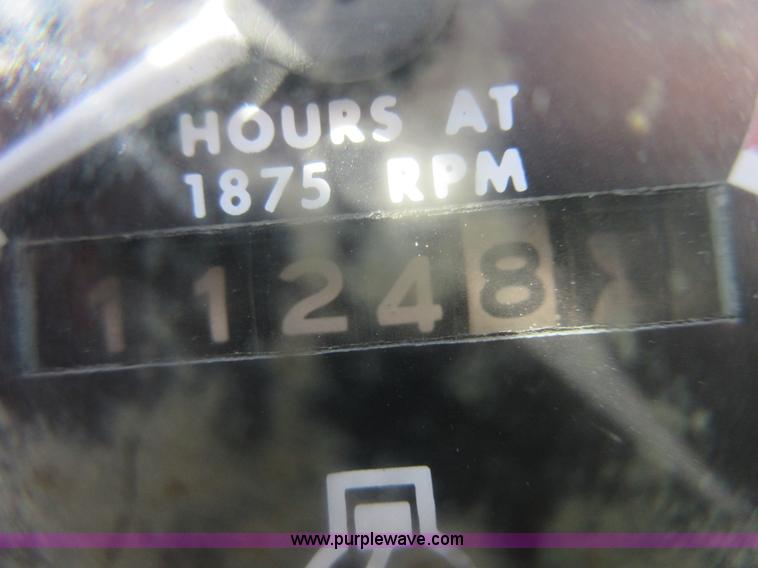 HOURS AT
1875 RPM
11248
www.purplewave.com